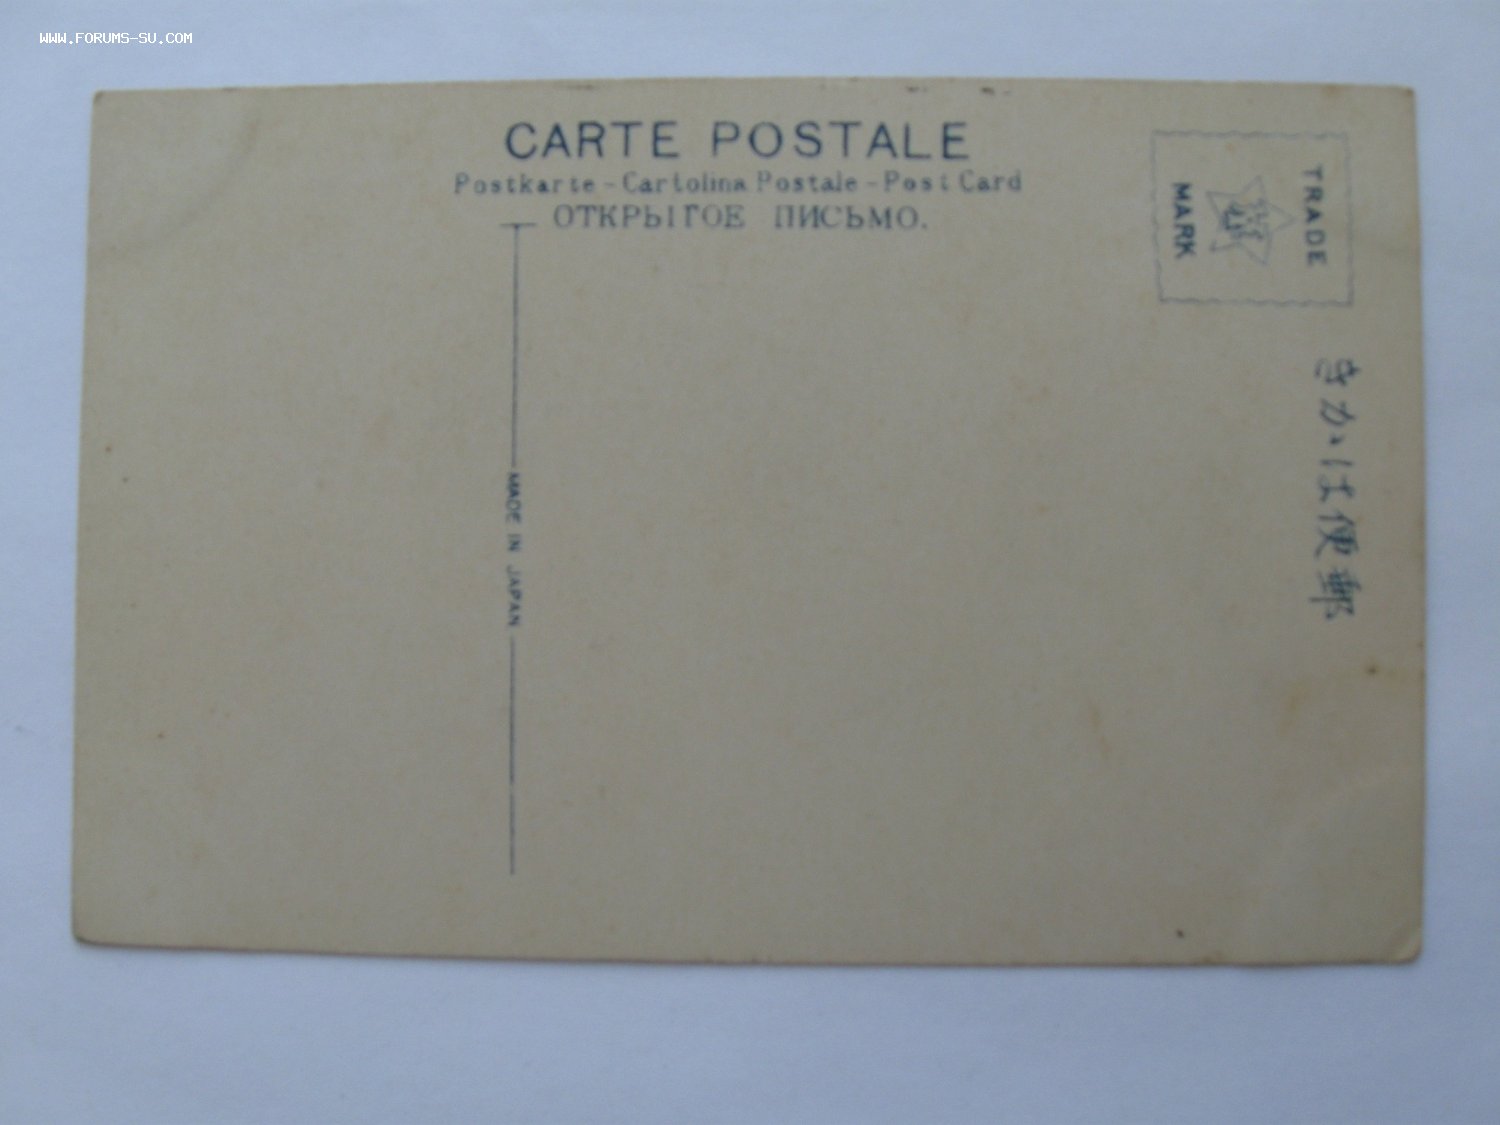 WWW.FORUMS-SU.COM
CARTE POSTALE
Postkarte - Cartolina Postale - Post Card
ОТКРЫТОЕ ПИСЬМО.
TRADE
MARK
郵便はがき
MADE IN JAPAN